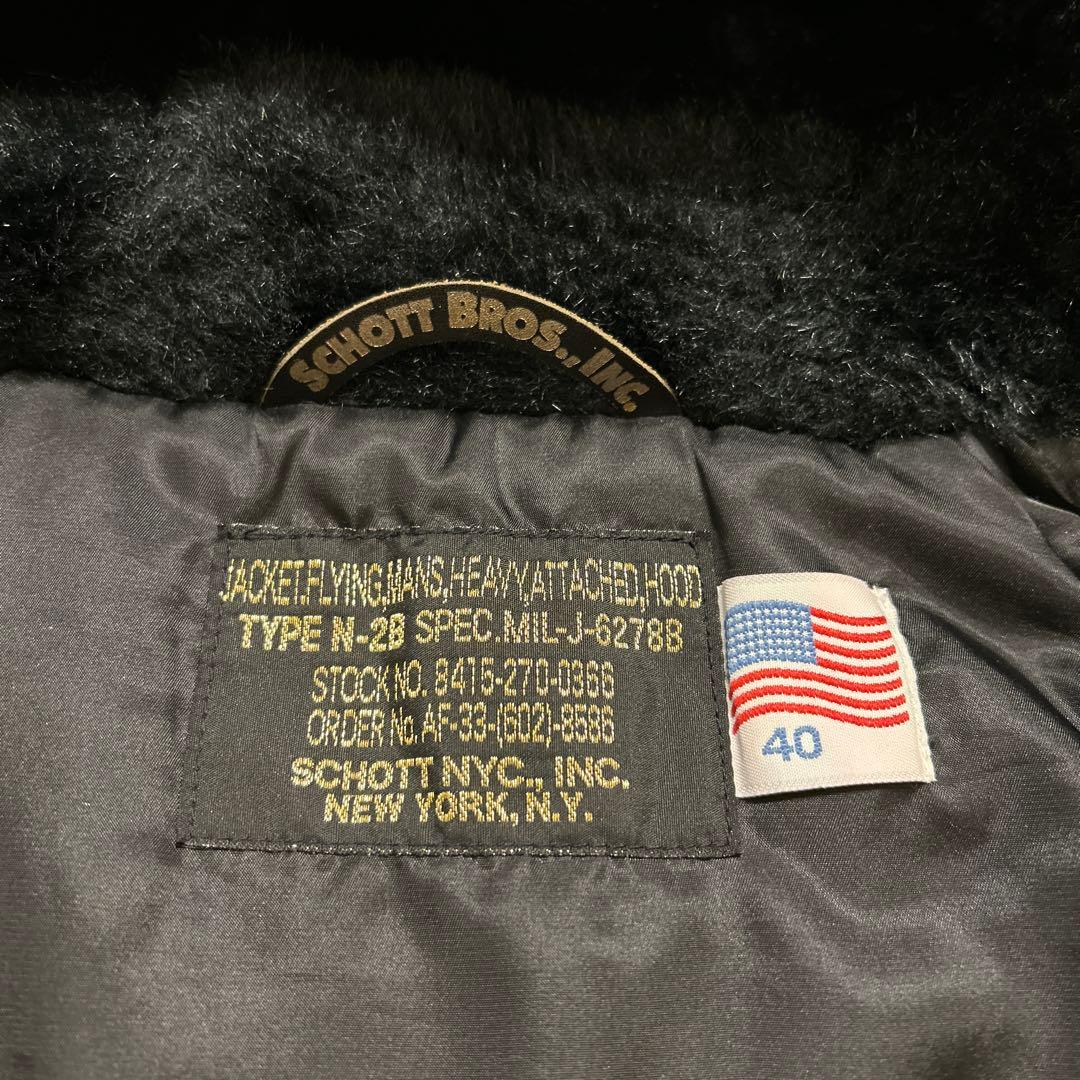 SCHOTT BROS., INC.
JACKET,FLYING,MANS,HEAVY,ATTACHED,HOOD
TYPE N-2B SPEC.MIL-J-6278B
STOCK NO. 8415-270-0366
ORDER No. AF-33-(602)-8586
SCHOTT NYC., INC.
NEW YORK, N.Y.
40